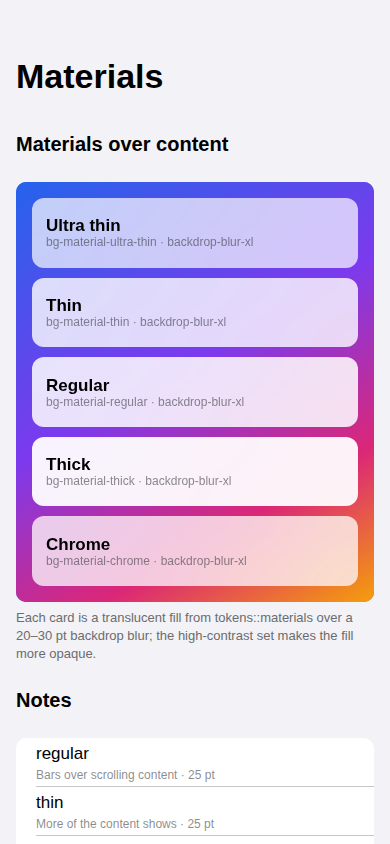 Materials
Materials over content
Ultra thin
bg-material-ultra-thin · backdrop-blur-xl
Thin
bg-material-thin · backdrop-blur-xl
Regular
bg-material-regular · backdrop-blur-xl
Thick
bg-material-thick · backdrop-blur-xl
Chrome
bg-material-chrome · backdrop-blur-xl
Each card is a translucent fill from tokens::materials over a
20–30 pt backdrop blur; the high-contrast set makes the fill
more opaque.
Notes
regular
Bars over scrolling content · 25 pt
thin
More of the content shows · 25 pt